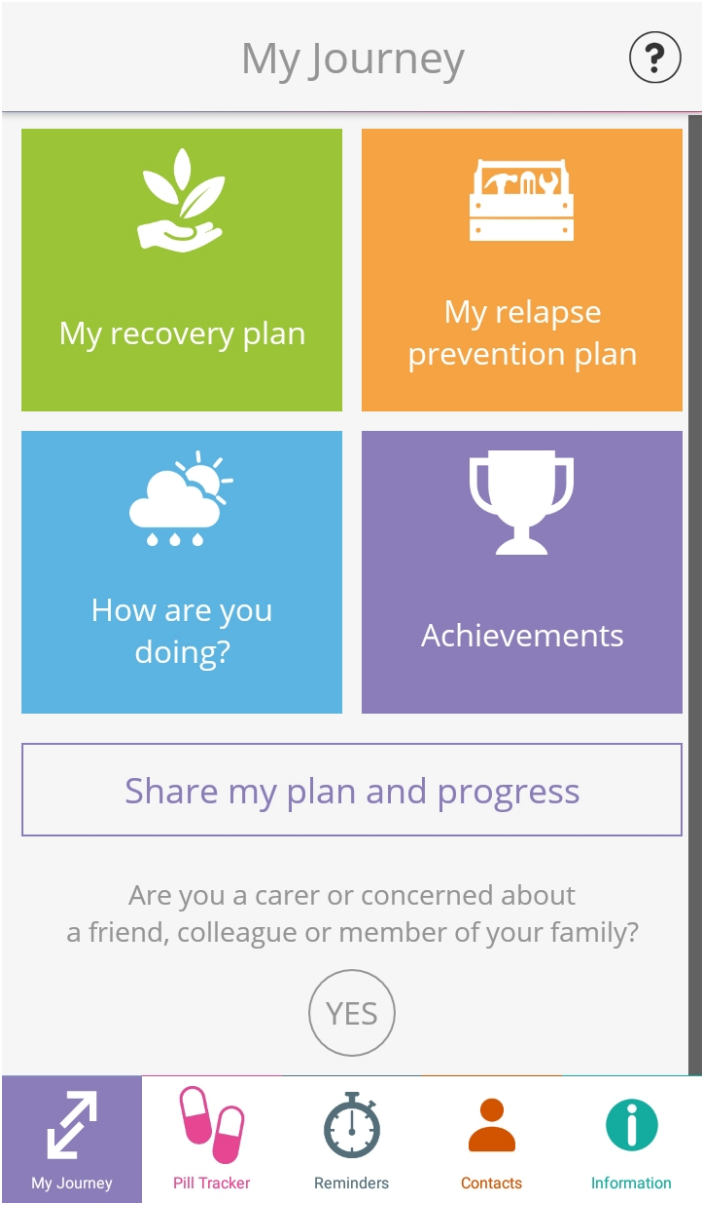 My Journey
?
My recovery plan
My relapse
prevention plan
How are you
doing?
Achievements
Share my plan and progress
Are you a carer or concerned about
a friend, colleague or member of your family?
YES
My Journey
Pill Tracker
Reminders
Contacts
Information